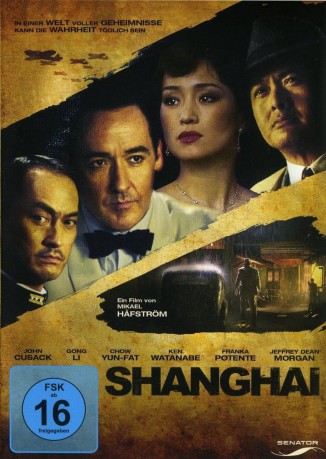 IN EINER WELT VOLLER GEHEIMNISSE
KANN DIE WAHRHEIT TÖDLICH SEIN
Ein Film von
MIKAEL
HÅFSTRÖM
JOHN CUSACK
GONG LI
CHOW YUN-FAT
KEN WATANABE
FRANKA POTENTE
JEFFREY DEAN MORGAN
SHANGHAI
FSK
ab
16
freigegeben
SENATOR